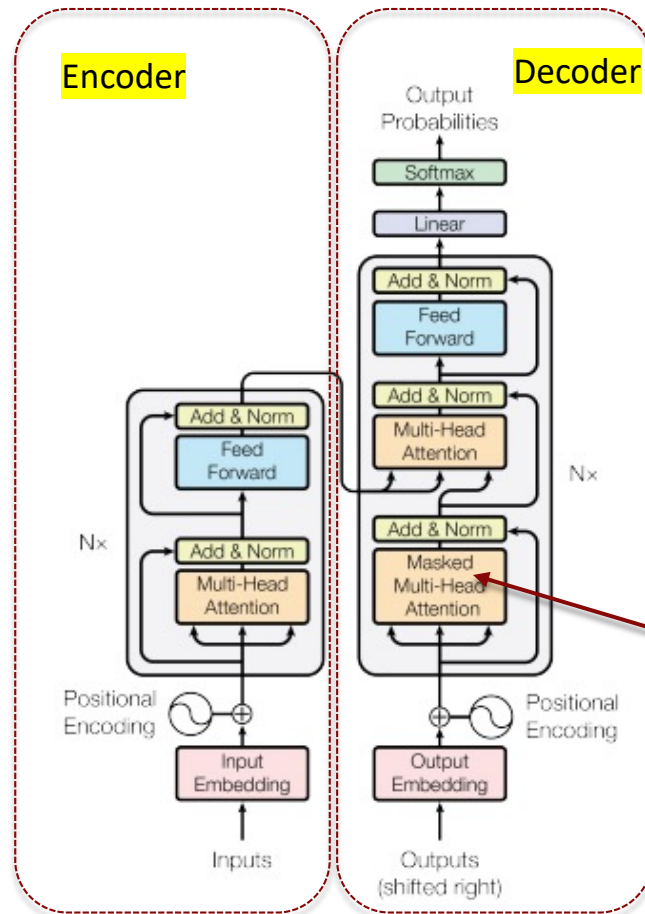 Encoder
Decoder
Output
Probabilities
Softmax
Linear
Add & Norm
Feed
Forward
Add & Norm
Multi-Head
Attention
Nx
Add & Norm
Masked
Multi-Head
Attention
Add & Norm
Feed
Forward
Nx
Add & Norm
Multi-Head
Attention
Positional
Encoding
Positional
Encoding
Input
Embedding
Output
Embedding
Inputs
Outputs
(shifted right)